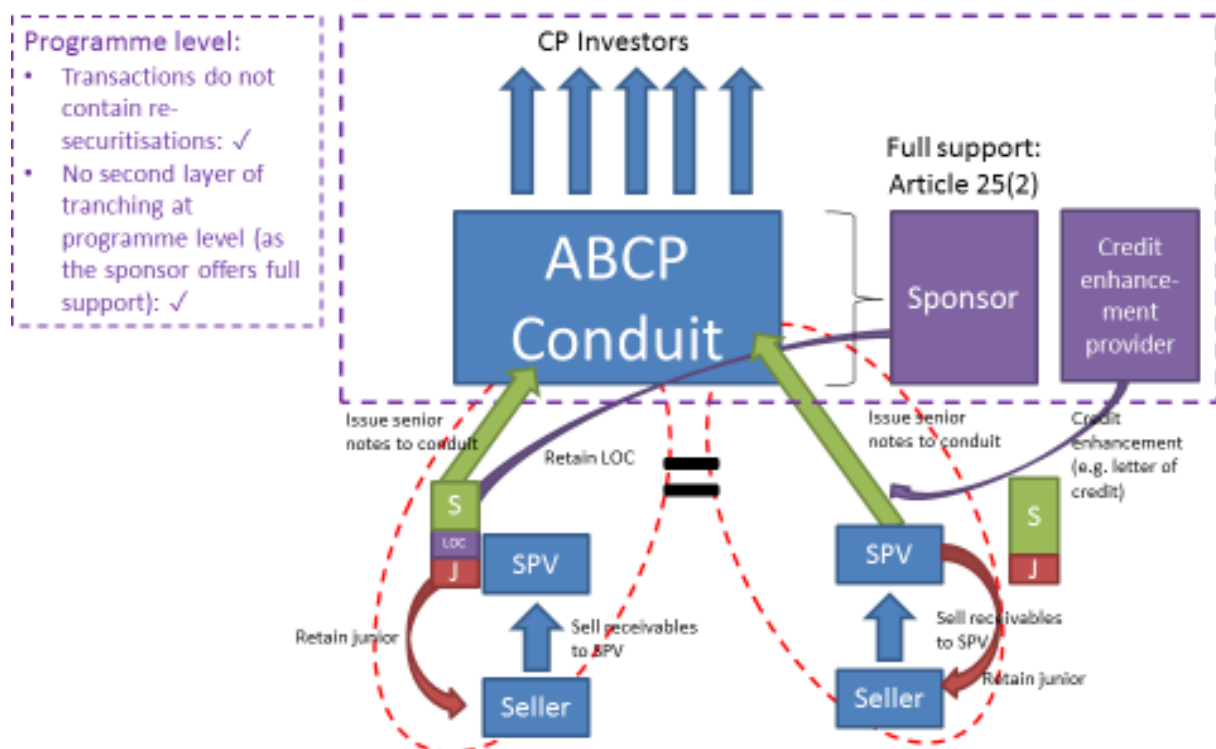 Programme level:
• Transactions do not
contain re-
securitisations: ✓
• No second layer of
tranching at
programme level (as
the sponsor offers full
support): ✓
CP Investors
Full support:
Article 25(2)
ABCP
Conduit
Sponsor
Credit
enhance-
ment
provider
Issue senior
notes to conduit
Retain LOC
Issue senior
notes to conduit
Credit
enhancement
(e.g. letter of
credit)
S
LOC
J
SPV
SPV
S
J
Retain junior
Sell receivables
to SPV
Sell receivables
to SPV
Retain junior
Seller
Seller